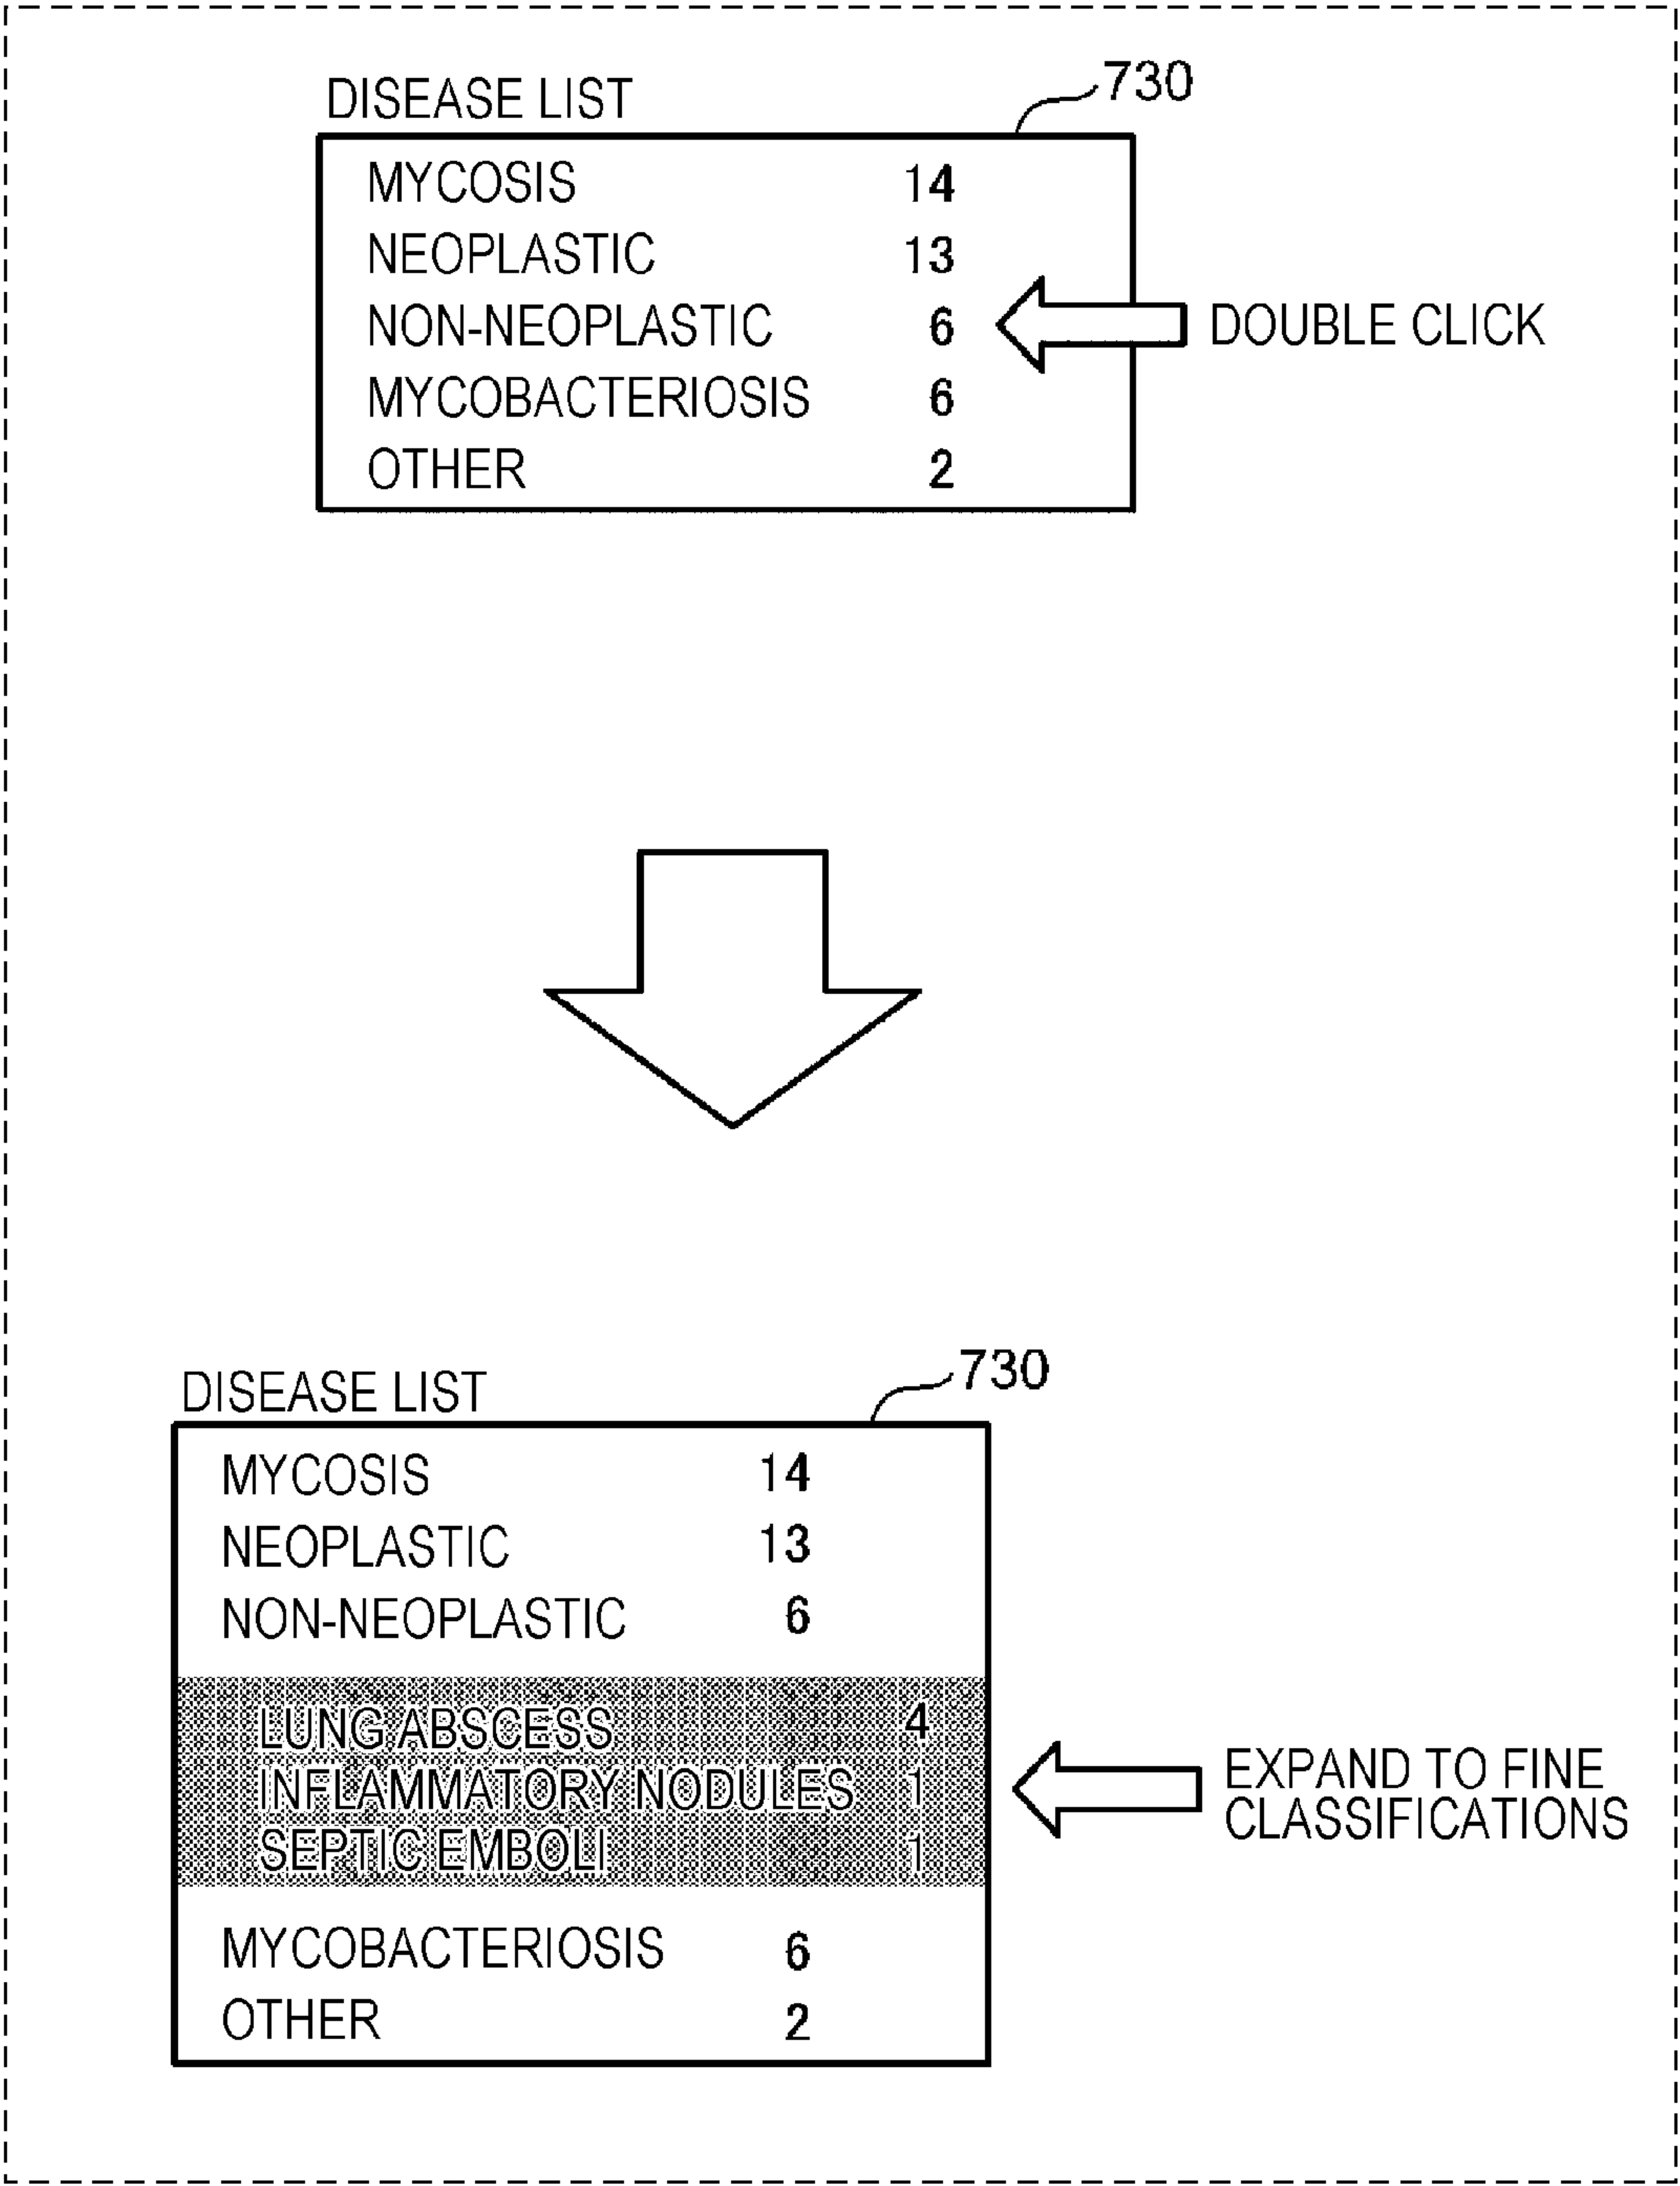 730
DISEASE LIST
MYCOSIS 14
NEOPLASTIC 13
NON-NEOPLASTIC 6
DOUBLE CLICK
MYCOBACTERIOSIS 6
OTHER 2
730
DISEASE LIST
MYCOSIS 14
NEOPLASTIC 13
NON-NEOPLASTIC 6
LUNG ABSCESS 4
INFLAMMATORY NODULES 1
SEPTIC EMBOLI 1
EXPAND TO FINE
CLASSIFICATIONS
MYCOBACTERIOSIS 6
OTHER 2